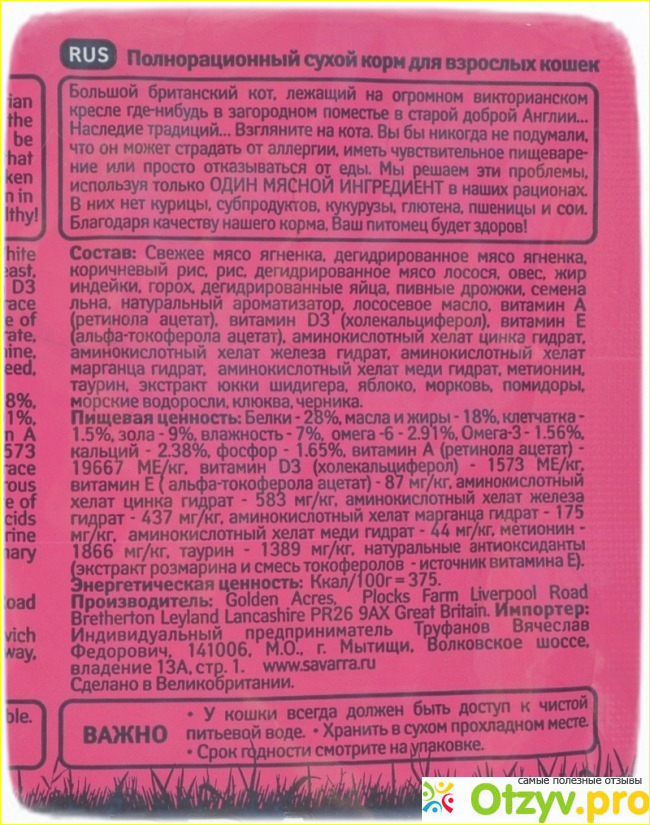 RUS Полнорационный сухой корм для взрослых кошек
Большой британский кот, лежащий на огромном викторианском
кресле где-нибудь в загородном поместье в старой доброй Англии...
Наследие традиций... Взгляните на кота. Вы бы никогда не подумали,
что он может страдать от аллергии, иметь чувствительное пищеваре-
ние или просто отказываться от еды. Мы решаем эти проблемы,
используя только ОДИН МЯСНОЙ ИНГРЕДИЕНТ в наших рационах.
В них нет курицы, субпродуктов, кукурузы, глютена, пшеницы и сои.
Благодаря качеству нашего корма, Ваш питомец будет здоров!
Состав: Свежее мясо ягненка, дегидрированное мясо ягненка,
коричневый рис, рис, дегидрированное мясо лосося, овес, жир
индейки, горох, дегидрированные яйца, пивные дрожжи, семена
льна, натуральный ароматизатор, лососевое масло, витамин А
(ретинола ацетат), витамин D3 (холекальциферол), витамин Е
(альфа-токоферола ацетат), аминокислотный хелат цинка гидрат,
аминокислотный хелат железа гидрат, аминокислотный хелат
марганца гидрат, аминокислотный хелат меди гидрат, метионин,
таурин, экстракт юкки шидигера, яблоко, морковь, помидоры,
морские водоросли, клюква, черника.
Пищевая ценность: Белки - 28%, масла и жиры - 18%, клетчатка -
1.5%, зола - 9%, влажность - 7%, омега -6 - 2.91%, Омега-3 - 1.56%,
кальций - 2.38%, фосфор - 1.65%, витамин А (ретинола ацетат) -
19667 МЕ/кг, витамин D3 (холекальциферол) - 1573 МЕ/кг,
витамин Е ( альфа-токоферола ацетат) - 87 мг/кг, аминокислотный
хелат цинка гидрат - 583 мг/кг, аминокислотный хелат железа
гидрат - 437 мг/кг, аминокислотный хелат марганца гидрат - 175
мг/кг, аминокислотный хелат меди гидрат - 44 мг/кг, метионин -
1866 мг/кг, таурин - 1389 мг/кг, натуральные антиоксиданты
(экстракт розмарина и смесь токоферолов - источник витамина Е).
Энергетическая ценность: Ккал/100г = 375.
Производитель: Golden Acres, Plocks Farm Liverpool Road
Bretherton Leyland Lancashire PR26 9AX Great Britain. Импортер:
Индивидуальный предприниматель Труфанов Вячеслав
Федорович, 141006, М.О., г. Мытищи, Волковское шоссе,
владение 13А, стр. 1. www.savarra.ru
Сделано в Великобритании.
ВАЖНО
• У кошки всегда должен быть доступ к чистой
питьевой воде. • Хранить в сухом прохладном месте.
• Срок годности смотрите на упаковке.
самые полезные отзывы
Otzyv.pro